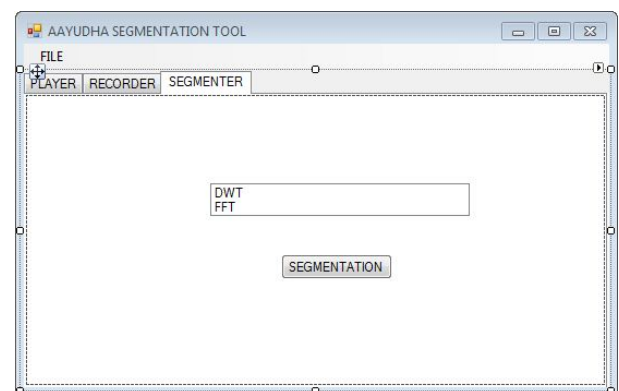 AAYUDHA SEGMENTATION TOOL
FILE
PLAYER RECORDER SEGMENTER
DWT
FFT
SEGMENTATION